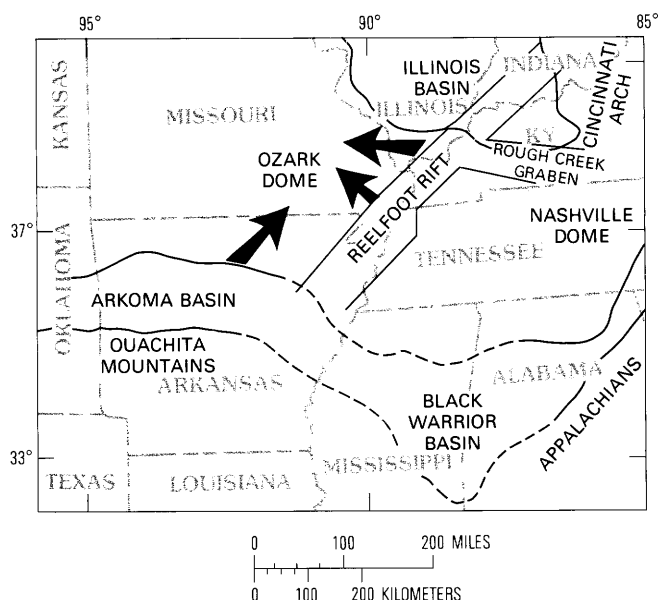 95°
90°
85°
KANSAS
MISSOURI
ILLINOIS
BASIN
INDIANA
ILLINOIS
CINCINNATI
ARCH
KY
OZARK
DOME
ROUGH CREEK
GRABEN
REELFOOT RIFT
NASHVILLE
DOME
37°
TENNESSEE
OKLAHOMA
ARKOMA BASIN
OUACHITA
MOUNTAINS
ARKANSAS
ALABAMA
BLACK
WARRIOR
BASIN
APPALACHIANS
33°
TEXAS
LOUISIANA
MISSISSIPPI
0 100 200 MILES
0 100 200 KILOMETERS